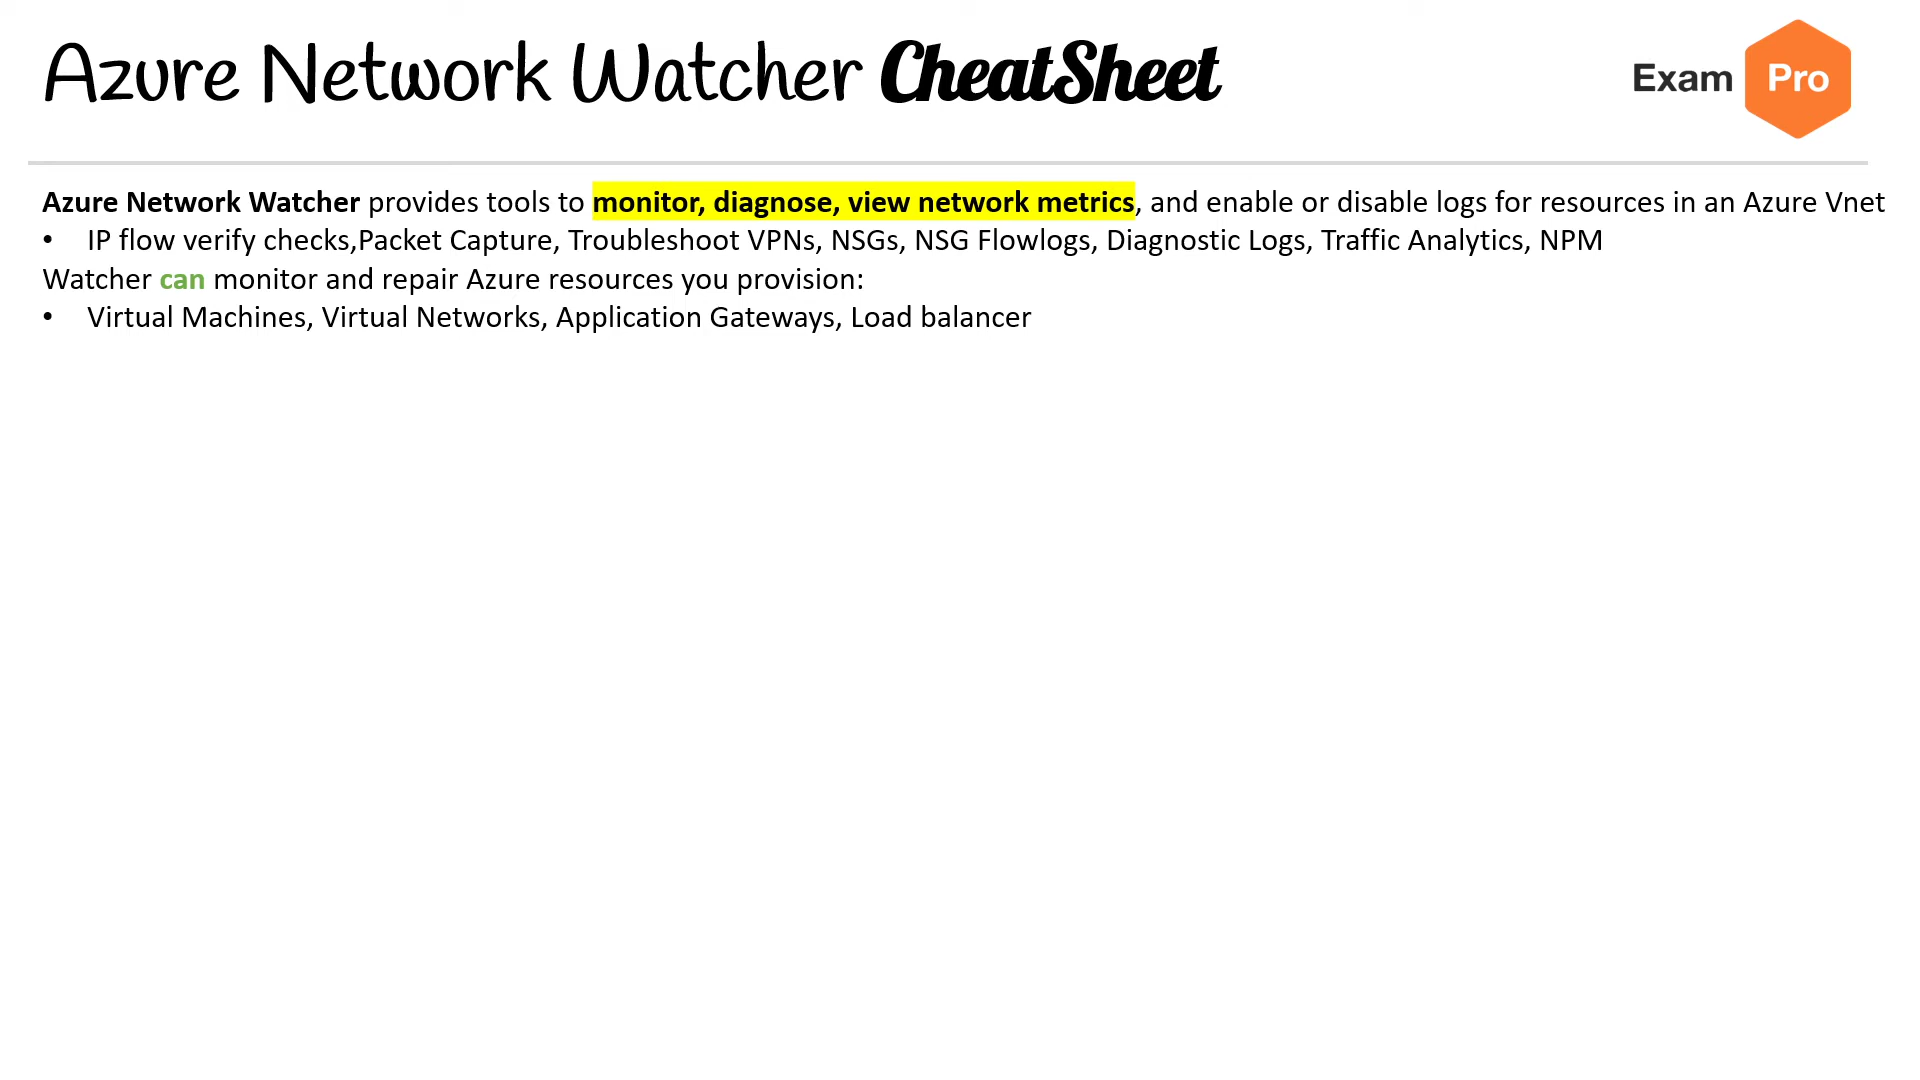 Azure Network Watcher CheatSheet
Exam Pro
Azure Network Watcher provides tools to monitor, diagnose, view network metrics, and enable or disable logs for resources in an Azure Vnet
• IP flow verify checks,Packet Capture, Troubleshoot VPNs, NSGs, NSG Flowlogs, Diagnostic Logs, Traffic Analytics, NPM
Watcher can monitor and repair Azure resources you provision:
• Virtual Machines, Virtual Networks, Application Gateways, Load balancer